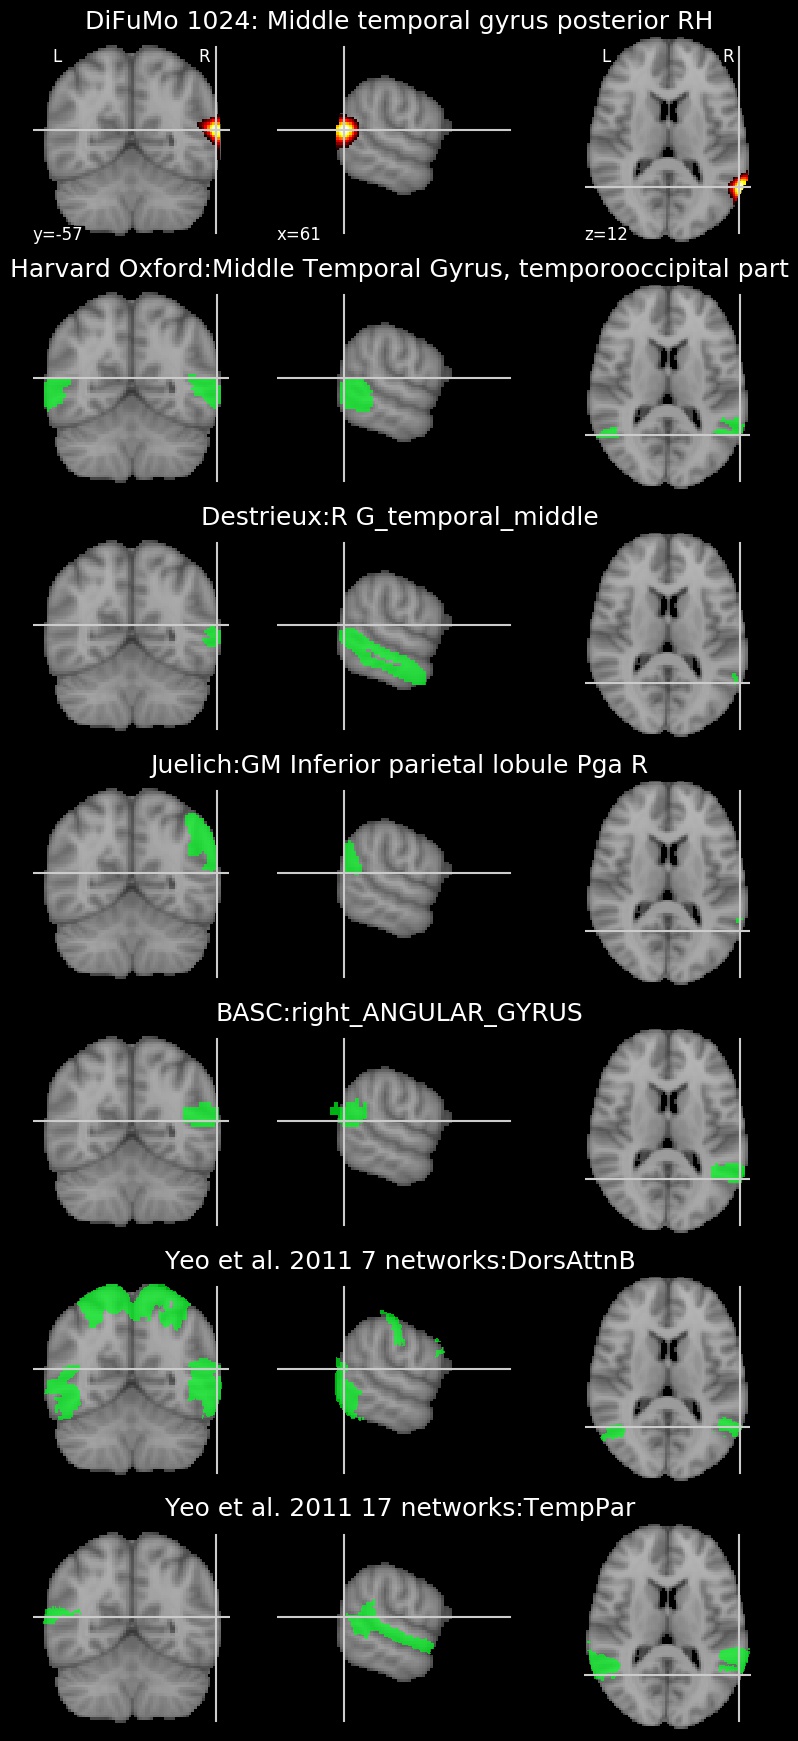 DiFuMo 1024: Middle temporal gyrus posterior RH
L R L R
y=-57 x=61 z=12
Harvard Oxford:Middle Temporal Gyrus, temporooccipital part
Destrieux:R G_temporal_middle
Juelich:GM Inferior parietal lobule Pga R
BASC:right_ANGULAR_GYRUS
Yeo et al. 2011 7 networks:DorsAttnB
Yeo et al. 2011 17 networks:TempPar